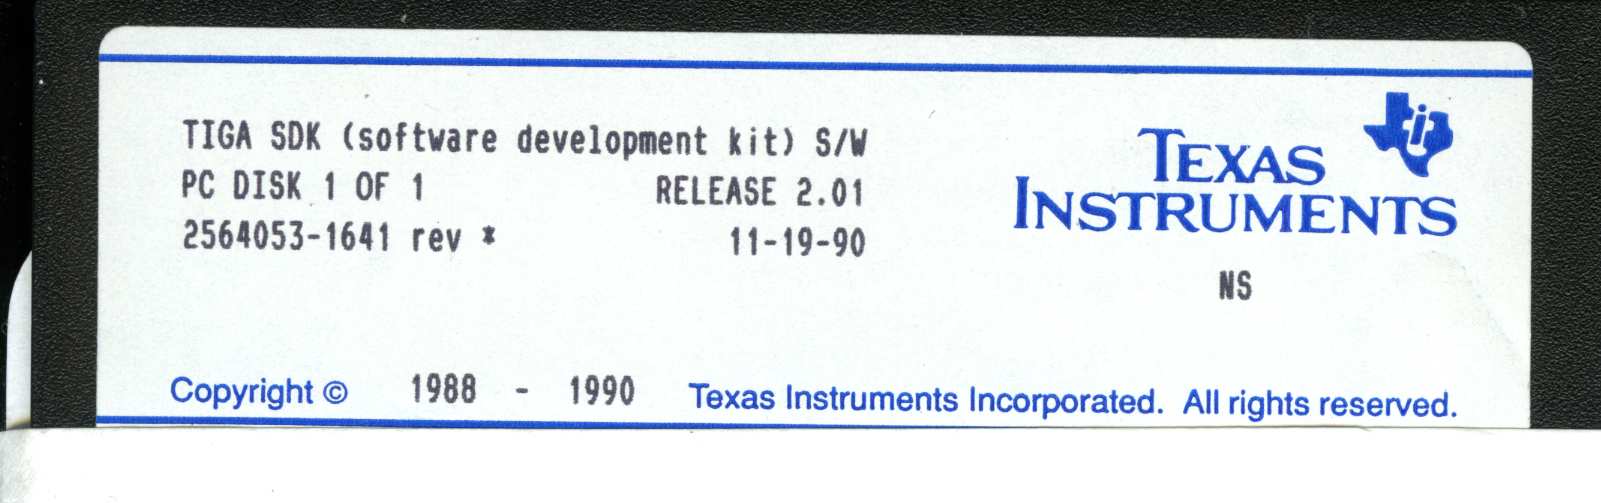 TIGA SDK (software development kit) S/W
PC DISK 1 OF 1 RELEASE 2.01
2564053-1641 rev * 11-19-90
ti
TEXAS
INSTRUMENTS
NS
Copyright © 1988 - 1990 Texas Instruments Incorporated. All rights reserved.